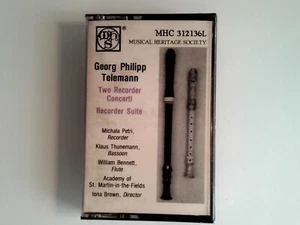 MHS
MHC 312136L
MUSICAL HERITAGE SOCIETY
Georg Philipp
Telemann
Two Recorder
Concerti
Recorder Suite
Michala Petri,
Recorder
Klaus Thunemann,
Bassoon
William Bennett,
Flute
Academy of
St. Martin-in-the-Fields
Iona Brown, Director